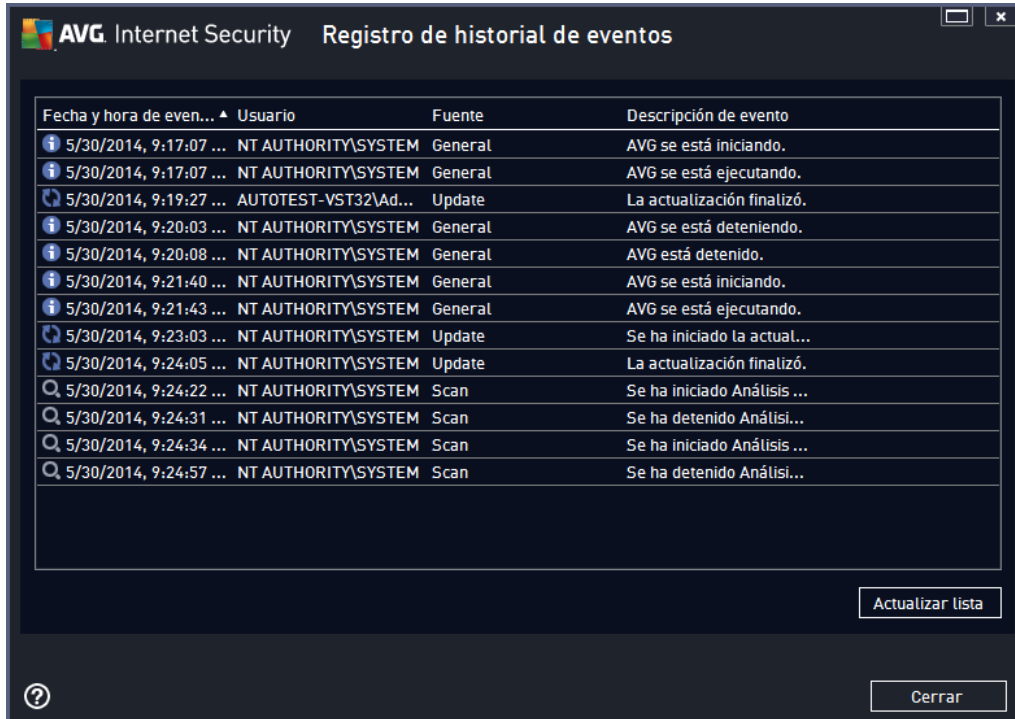 AVG. Internet Security Registro de historial de eventos
Fecha y hora de even... Usuario Fuente Descripción de evento
5/30/2014, 9:17:07 ... NT AUTHORITY\SYSTEM General AVG se está iniciando.
5/30/2014, 9:17:07 ... NT AUTHORITY\SYSTEM General AVG se está ejecutando.
5/30/2014, 9:19:27 ... AUTOTEST-VST32\Ad... Update La actualización finalizó.
5/30/2014, 9:20:03 ... NT AUTHORITY\SYSTEM General AVG se está deteniendo.
5/30/2014, 9:20:08 ... NT AUTHORITY\SYSTEM General AVG está detenido.
5/30/2014, 9:21:40 ... NT AUTHORITY\SYSTEM General AVG se está iniciando.
5/30/2014, 9:21:43 ... NT AUTHORITY\SYSTEM General AVG se está ejecutando.
5/30/2014, 9:23:03 ... NT AUTHORITY\SYSTEM Update Se ha iniciado la actual...
5/30/2014, 9:24:05 ... NT AUTHORITY\SYSTEM Update La actualización finalizó.
5/30/2014, 9:24:22 ... NT AUTHORITY\SYSTEM Scan Se ha iniciado Análisis ...
5/30/2014, 9:24:31 ... NT AUTHORITY\SYSTEM Scan Se ha detenido Análisi...
5/30/2014, 9:24:34 ... NT AUTHORITY\SYSTEM Scan Se ha iniciado Análisis ...
5/30/2014, 9:24:57 ... NT AUTHORITY\SYSTEM Scan Se ha detenido Análisi...
Actualizar lista
Cerrar